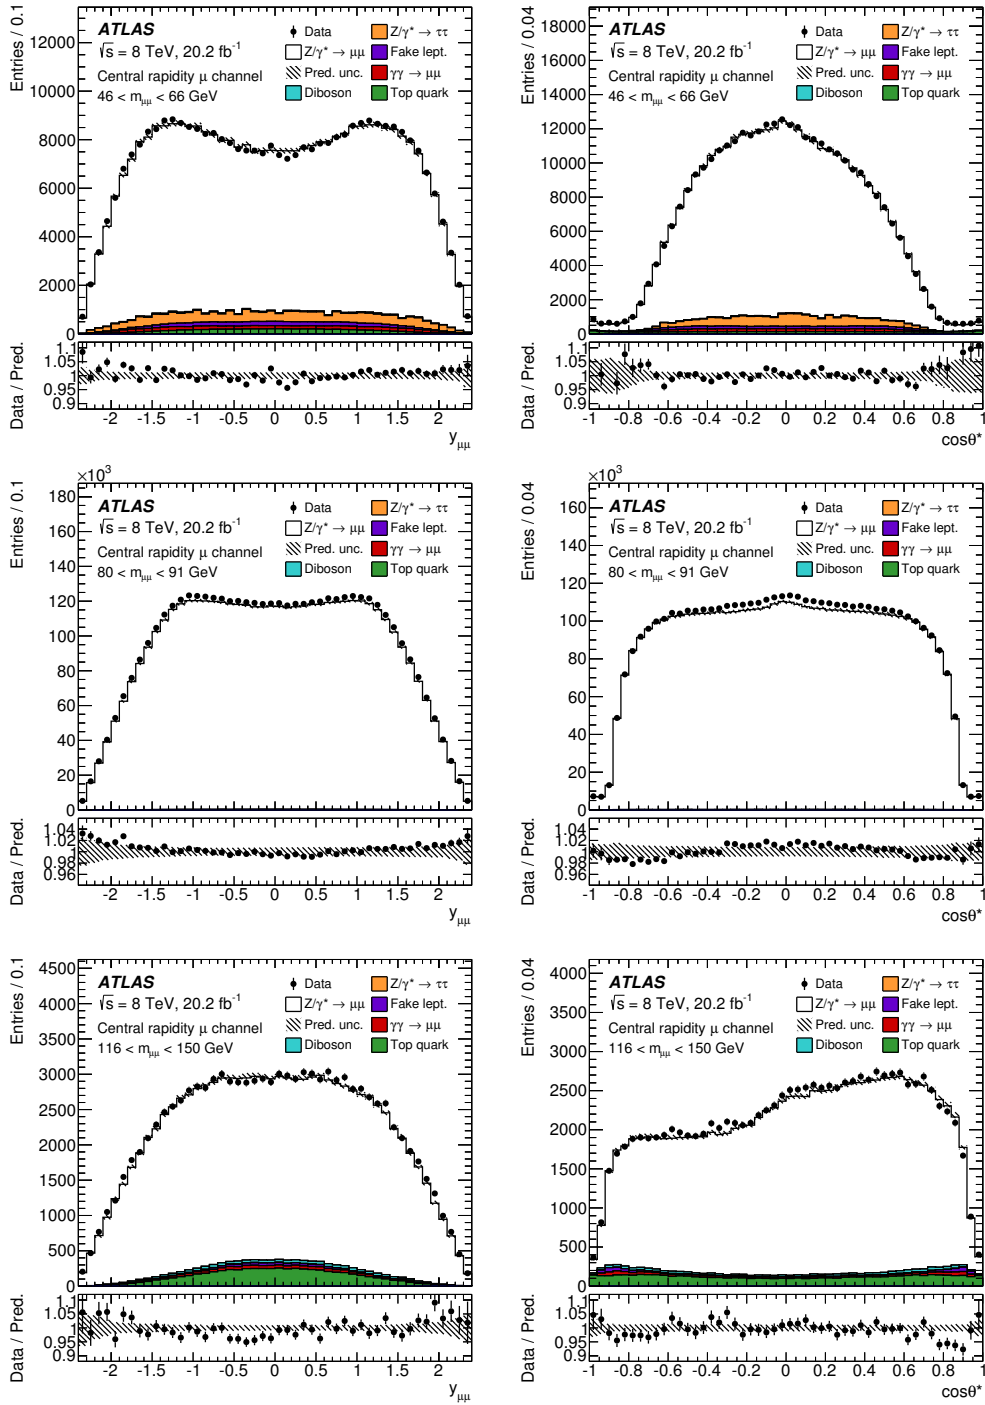 Entries / 0.1
12000
10000
8000
6000
4000
2000
0
ATLAS
√s = 8 TeV, 20.2 fb⁻¹
Central rapidity μ channel
46 < mμμ < 66 GeV
Data
Z/γ* → μμ
Pred. unc.
Diboson
Z/γ* → ττ
Fake lept.
γγ → μμ
Top quark
Data / Pred.
1.1
1.05
1
0.95
0.9
-2 -1.5 -1 -0.5 0 0.5 1 1.5 2
yμμ
Entries / 0.04
18000
16000
14000
12000
10000
8000
6000
4000
2000
0
ATLAS
√s = 8 TeV, 20.2 fb⁻¹
Central rapidity μ channel
46 < mμμ < 66 GeV
Data
Z/γ* → μμ
Pred. unc.
Diboson
Z/γ* → ττ
Fake lept.
γγ → μμ
Top quark
Data / Pred.
1.1
1.05
1
0.95
0.9
-1 -0.8 -0.6 -0.4 -0.2 0 0.2 0.4 0.6 0.8 1
cosθ*
×10³
Entries / 0.1
180
160
140
120
100
80
60
40
20
0
ATLAS
√s = 8 TeV, 20.2 fb⁻¹
Central rapidity μ channel
80 < mμμ < 91 GeV
Data
Z/γ* → μμ
Pred. unc.
Diboson
Z/γ* → ττ
Fake lept.
γγ → μμ
Top quark
Data / Pred.
1.04
1.02
1.00
0.98
0.96
-2 -1.5 -1 -0.5 0 0.5 1 1.5 2
yμμ
×10³
Entries / 0.04
160
140
120
100
80
60
40
20
0
ATLAS
√s = 8 TeV, 20.2 fb⁻¹
Central rapidity μ channel
80 < mμμ < 91 GeV
Data
Z/γ* → μμ
Pred. unc.
Diboson
Z/γ* → ττ
Fake lept.
γγ → μμ
Top quark
Data / Pred.
1.04
1.02
1.00
0.98
0.96
-1 -0.8 -0.6 -0.4 -0.2 0 0.2 0.4 0.6 0.8 1
cosθ*
Entries / 0.1
4500
4000
3500
3000
2500
2000
1500
1000
500
0
ATLAS
√s = 8 TeV, 20.2 fb⁻¹
Central rapidity μ channel
116 < mμμ < 150 GeV
Data
Z/γ* → μμ
Pred. unc.
Diboson
Z/γ* → ττ
Fake lept.
γγ → μμ
Top quark
Data / Pred.
1.1
1.05
1
0.95
0.9
-2 -1.5 -1 -0.5 0 0.5 1 1.5 2
yμμ
Entries / 0.04
4000
3500
3000
2500
2000
1500
1000
500
0
ATLAS
√s = 8 TeV, 20.2 fb⁻¹
Central rapidity μ channel
116 < mμμ < 150 GeV
Data
Z/γ* → μμ
Pred. unc.
Diboson
Z/γ* → ττ
Fake lept.
γγ → μμ
Top quark
Data / Pred.
1.1
1.05
1
0.95
0.9
-1 -0.8 -0.6 -0.4 -0.2 0 0.2 0.4 0.6 0.8 1
cosθ*